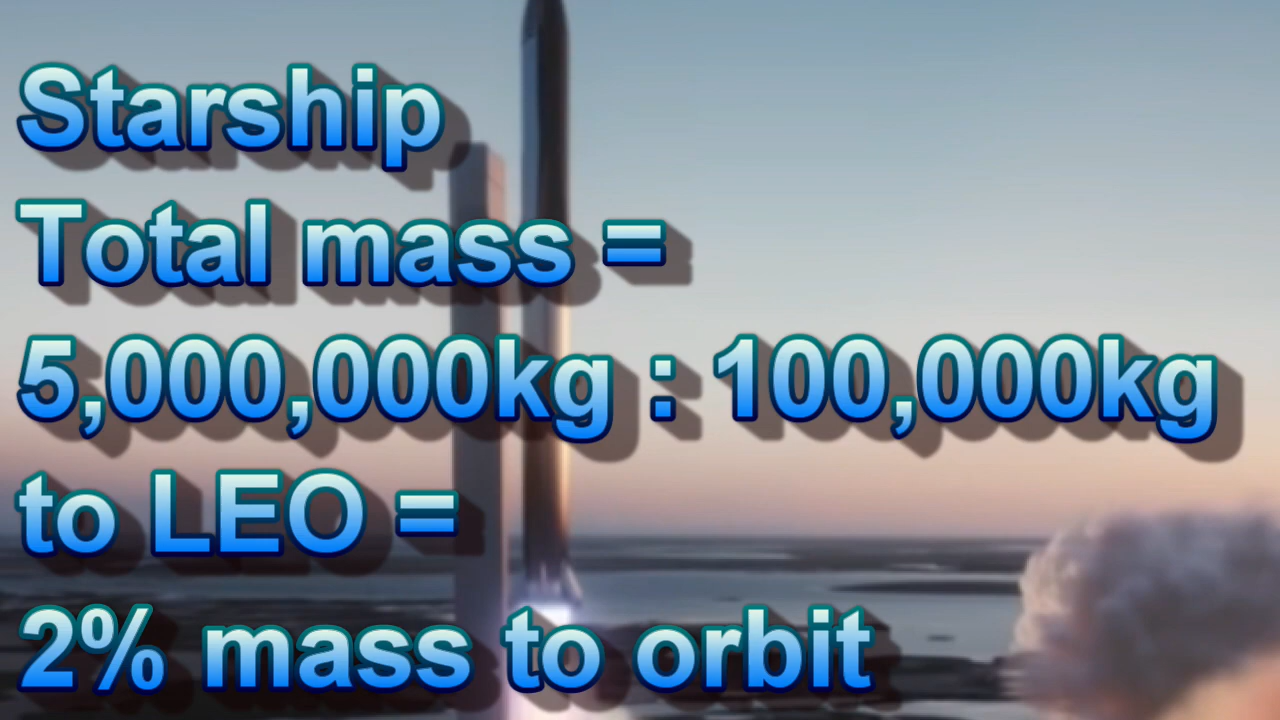 Starship
Total mass =
5,000,000kg : 100,000kg
to LEO =
2% mass to orbit